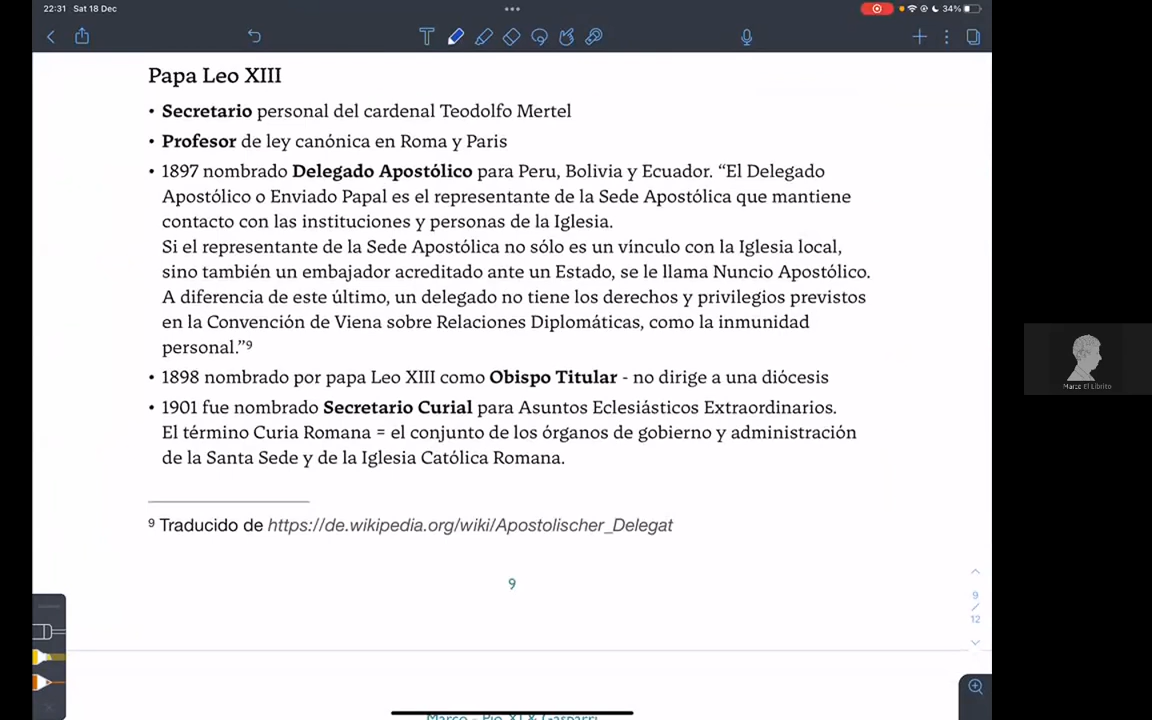 22:31 Sat 18 Dec
34%
Papa Leo XIII
• Secretario personal del cardenal Teodolfo Mertel
• Profesor de ley canónica en Roma y Paris
• 1897 nombrado Delegado Apostólico para Peru, Bolivia y Ecuador. “El Delegado
Apostólico o Enviado Papal es el representante de la Sede Apostólica que mantiene
contacto con las instituciones y personas de la Iglesia.
Si el representante de la Sede Apostólica no sólo es un vínculo con la Iglesia local,
sino también un embajador acreditado ante un Estado, se le llama Nuncio Apostólico.
A diferencia de este último, un delegado no tiene los derechos y privilegios previstos
en la Convención de Viena sobre Relaciones Diplomáticas, como la inmunidad
personal.”⁹
• 1898 nombrado por papa Leo XIII como Obispo Titular - no dirige a una diócesis
• 1901 fue nombrado Secretario Curial para Asuntos Eclesiásticos Extraordinarios.
El término Curia Romana = el conjunto de los órganos de gobierno y administración
de la Santa Sede y de la Iglesia Católica Romana.
⁹ Traducido de https://de.wikipedia.org/wiki/Apostolischer_Delegat
9
9
/
12
Marco - Pio XI & Gasparri
Marco El Librito